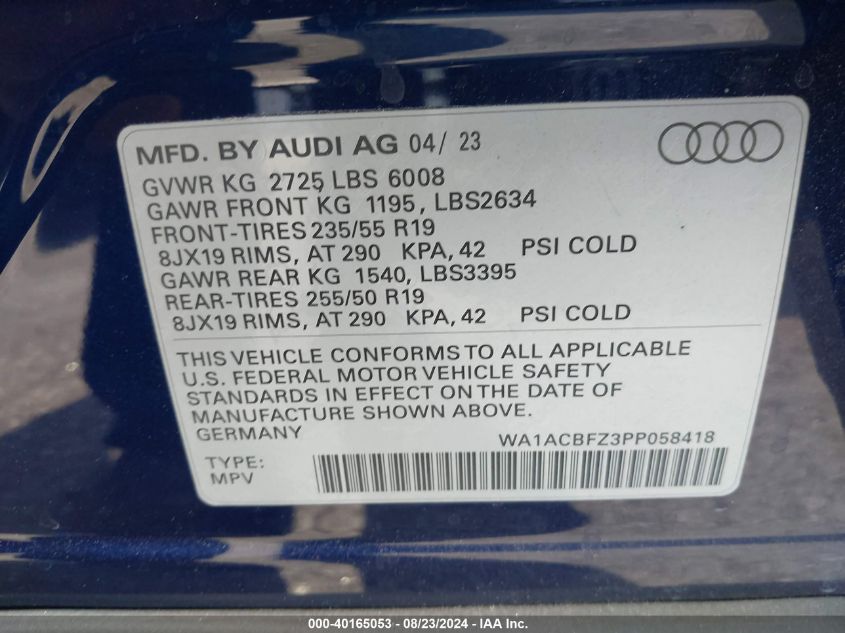 MFD. BY AUDI AG 04/ 23
GVWR KG 2725 LBS 6008
GAWR FRONT KG 1195, LBS2634
FRONT-TIRES 235/55 R19
8JX19 RIMS, AT 290 KPA, 42 PSI COLD
GAWR REAR KG 1540, LBS3395
REAR-TIRES 255/50 R19
8JX19 RIMS, AT 290 KPA, 42 PSI COLD
THIS VEHICLE CONFORMS TO ALL APPLICABLE
U.S. FEDERAL MOTOR VEHICLE SAFETY
STANDARDS IN EFFECT ON THE DATE OF
MANUFACTURE SHOWN ABOVE.
GERMANY
WA1ACBFZ3PP058418
TYPE:
MPV
000-40165053 - 08/23/2024 - IAA Inc.